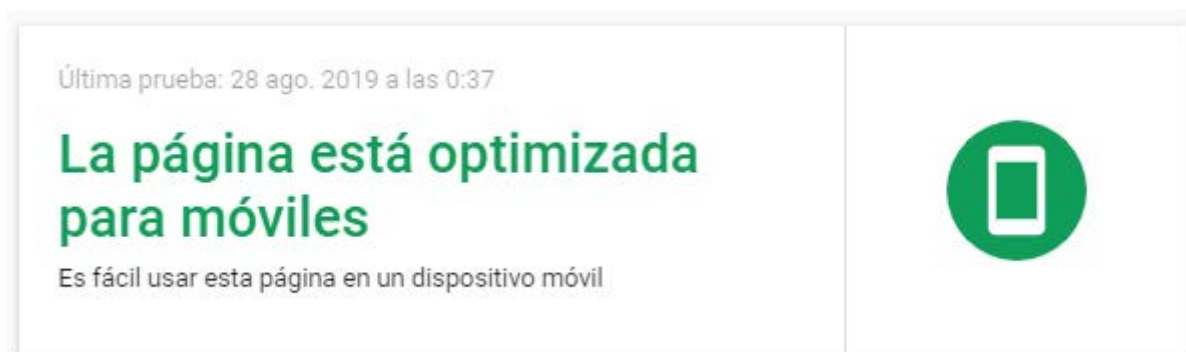 Última prueba: 28 ago. 2019 a las 0:37
La página está optimizada
para móviles
Es fácil usar esta página en un dispositivo móvil